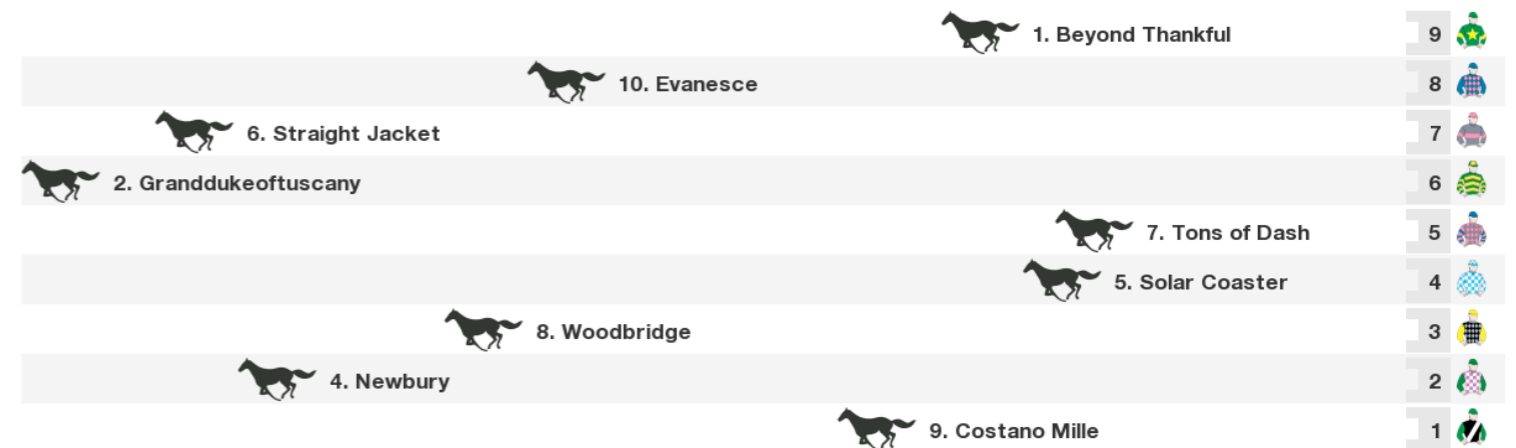 1. Beyond Thankful 9
10. Evanesce 8
6. Straight Jacket 7
2. Granddukeoftuscany 6
7. Tons of Dash 5
5. Solar Coaster 4
8. Woodbridge 3
4. Newbury 2
9. Costano Mille 1